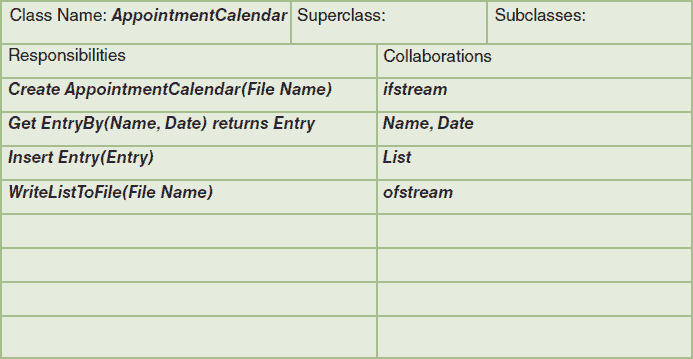 Class Name: AppointmentCalendar Superclass: Subclasses:
Responsibilities Collaborations
Create AppointmentCalendar(File Name) ifstream
Get EntryBy(Name, Date) returns Entry Name, Date
Insert Entry(Entry) List
WriteListToFile(File Name) ofstream